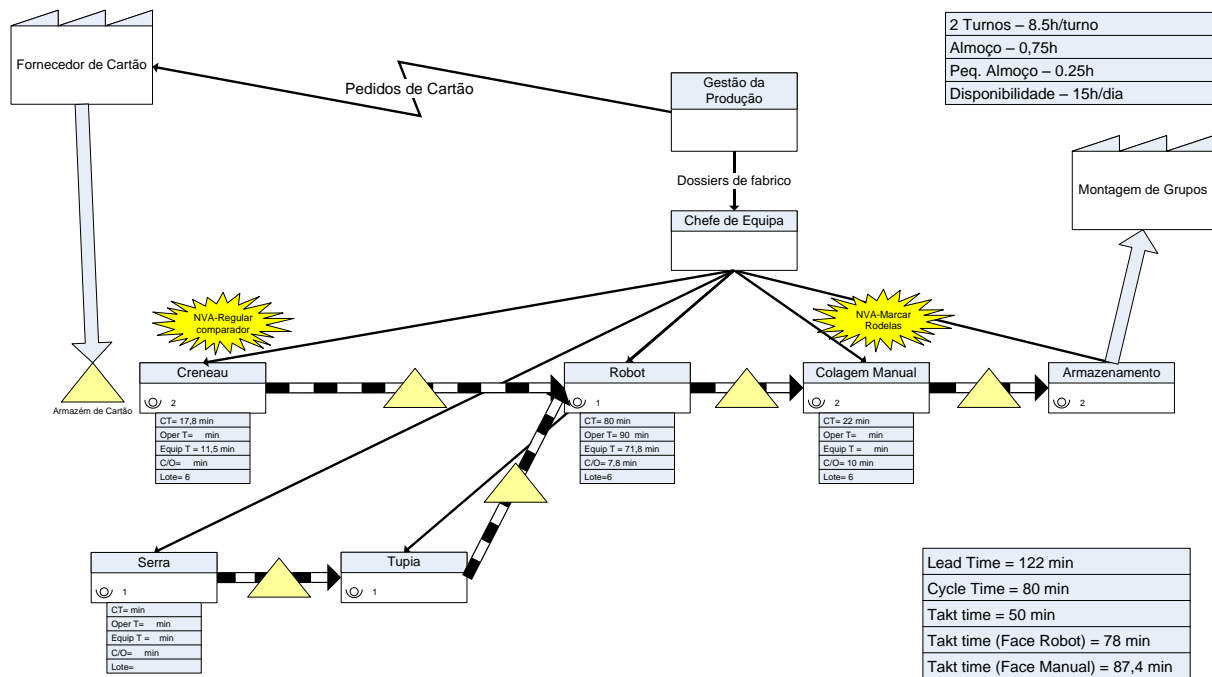 2 Turnos – 8.5h/turno
Almoço – 0,75h
Peq. Almoço – 0.25h
Disponibilidade – 15h/dia
Fornecedor de Cartão
Pedidos de Cartão
Gestão da
Produção
Dossiers de fabrico
Chefe de Equipa
Montagem de Grupos
NVA-Regular
comparador
NVA-Marcar
Rodelas
Armazém de Cartão
Creneau
2
CT= 17,8 min
Oper T= min
Equip T = 11,5 min
C/O= min
Lote= 6
Robot
1
CT= 80 min
Oper T= 90 min
Equip T = 71,8 min
C/O= 7,8 min
Lote=6
Colagem Manual
2
CT= 22 min
Oper T= min
Equip T = min
C/O= 10 min
Lote= 6
Armazenamento
2
Serra
1
CT= min
Oper T= min
Equip T = min
C/O= min
Lote=
Tupia
1
Lead Time = 122 min
Cycle Time = 80 min
Takt time = 50 min
Takt time (Face Robot) = 78 min
Takt time (Face Manual) = 87,4 min